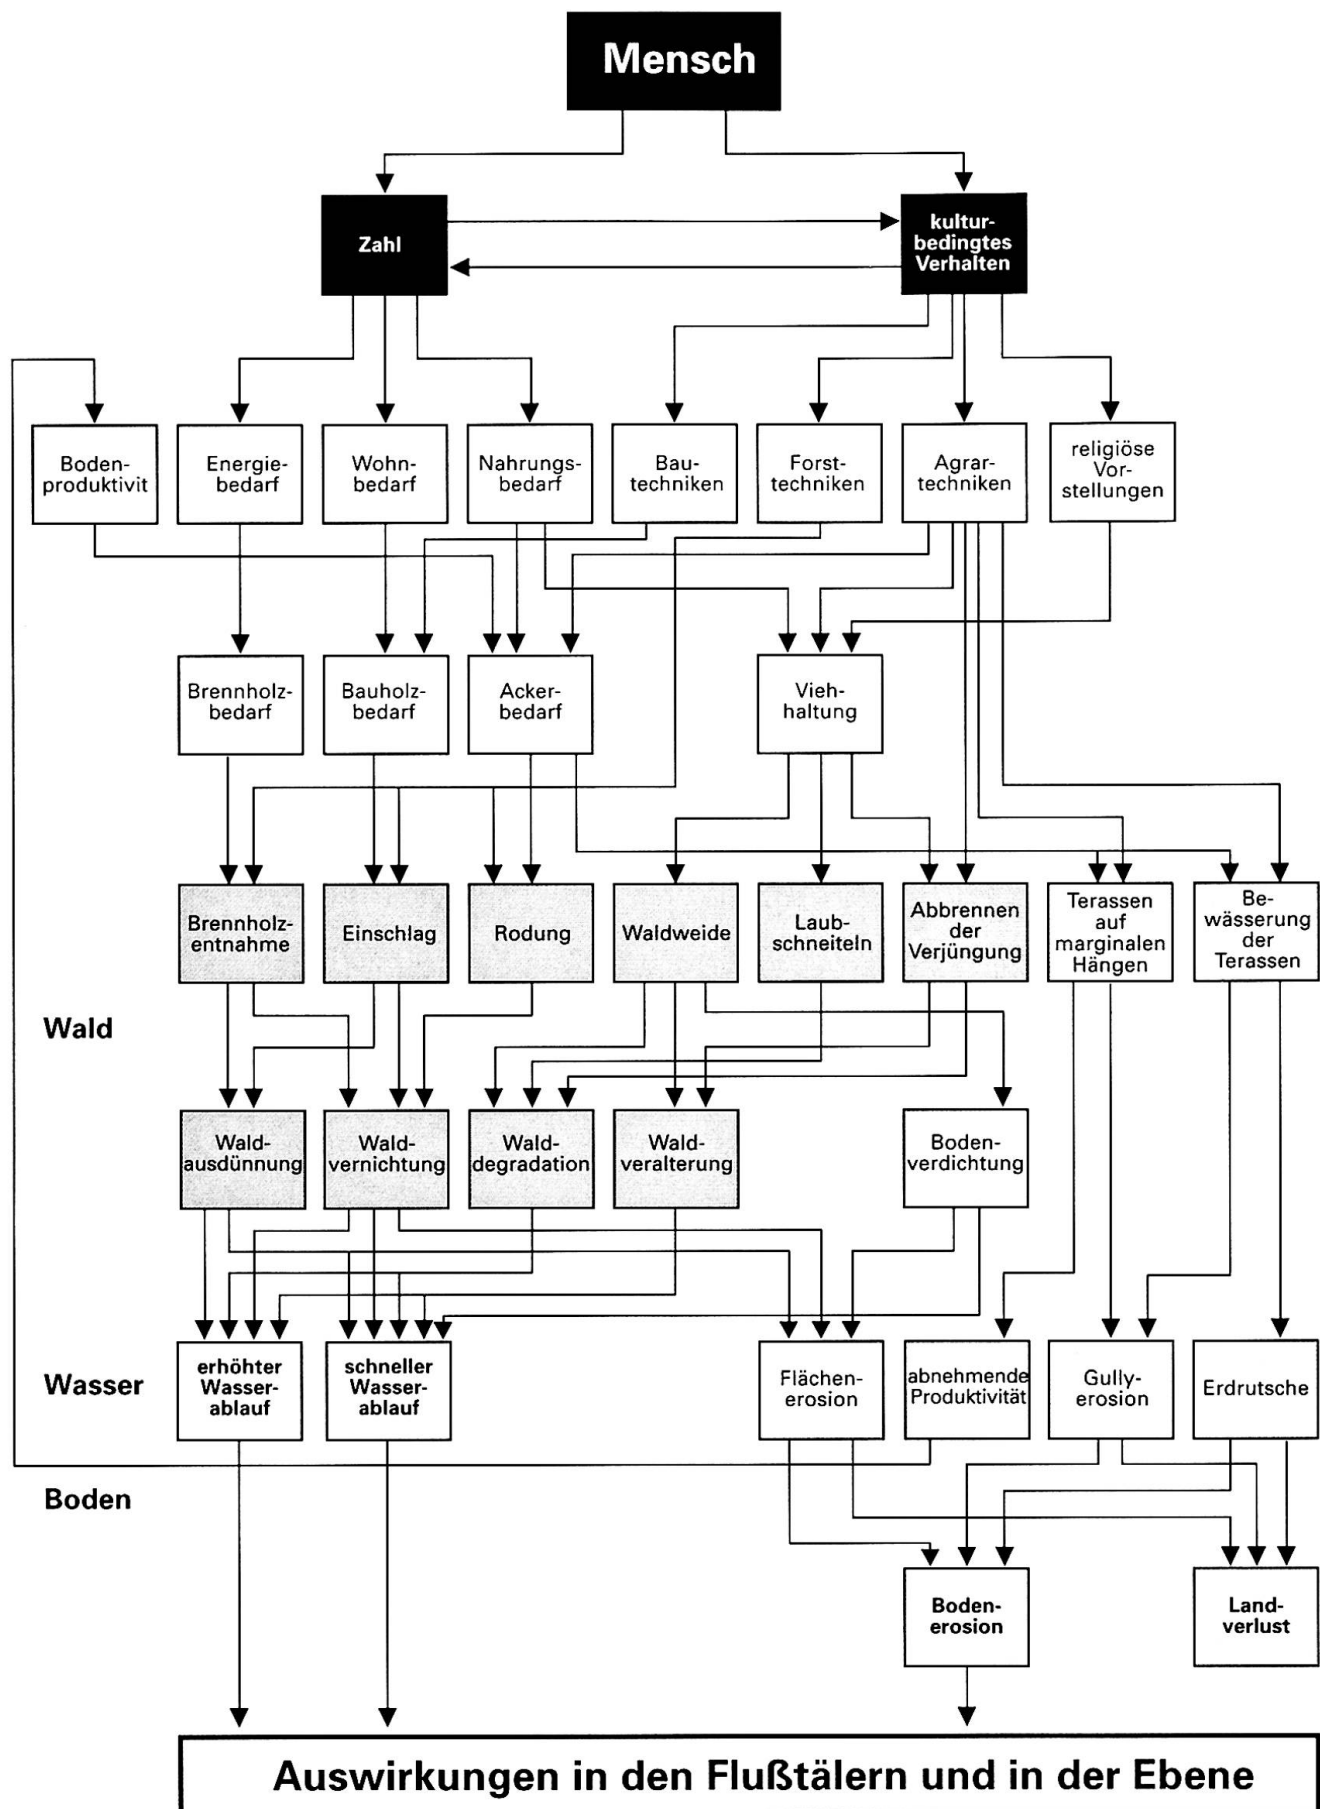 Mensch
Zahl
kultur-
bedingtes
Verhalten
Boden-
produktivit
Energie-
bedarf
Wohn-
bedarf
Nahrungs-
bedarf
Bau-
techniken
Forst-
techniken
Agrar-
techniken
religiöse
Vor-
stellungen
Brennholz-
bedarf
Bauholz-
bedarf
Acker-
bedarf
Vieh-
haltung
Brennholz-
entnahme
Einschlag
Rodung
Waldweide
Laub-
schneiteln
Abbrennen
der
Verjüngung
Terassen
auf
marginalen
Hängen
Be-
wässerung
der
Terassen
Wald
Wald-
ausdünnung
Wald-
vernichtung
Wald-
degradation
Wald-
veralterung
Boden-
verdichtung
Wasser
erhöhter
Wasser-
ablauf
schneller
Wasser-
ablauf
Flächen-
erosion
abnehmende
Produktivität
Gully-
erosion
Erdrutsche
Boden
Boden-
erosion
Land-
verlust
Auswirkungen in den Flußtälern und in der Ebene